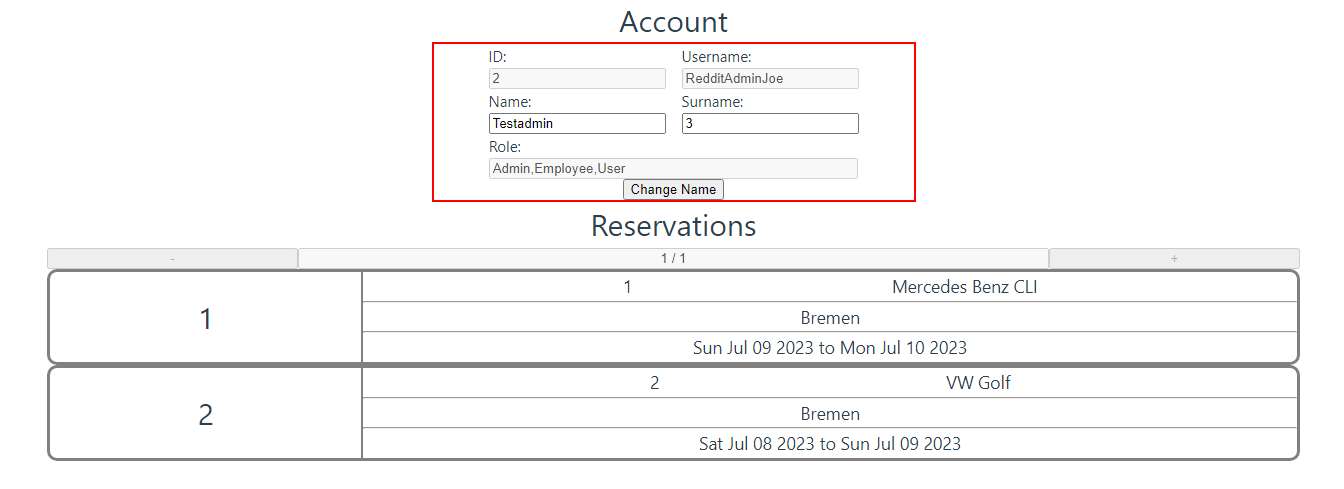 Account
ID: Username:
2 RedditAdminJoe
Name: Surname:
Testadmin 3
Role:
Admin,Employee,User
Change Name
Reservations
- 1 / 1 +
1
1 Mercedes Benz CLI
Bremen
Sun Jul 09 2023 to Mon Jul 10 2023
2
2 VW Golf
Bremen
Sat Jul 08 2023 to Sun Jul 09 2023